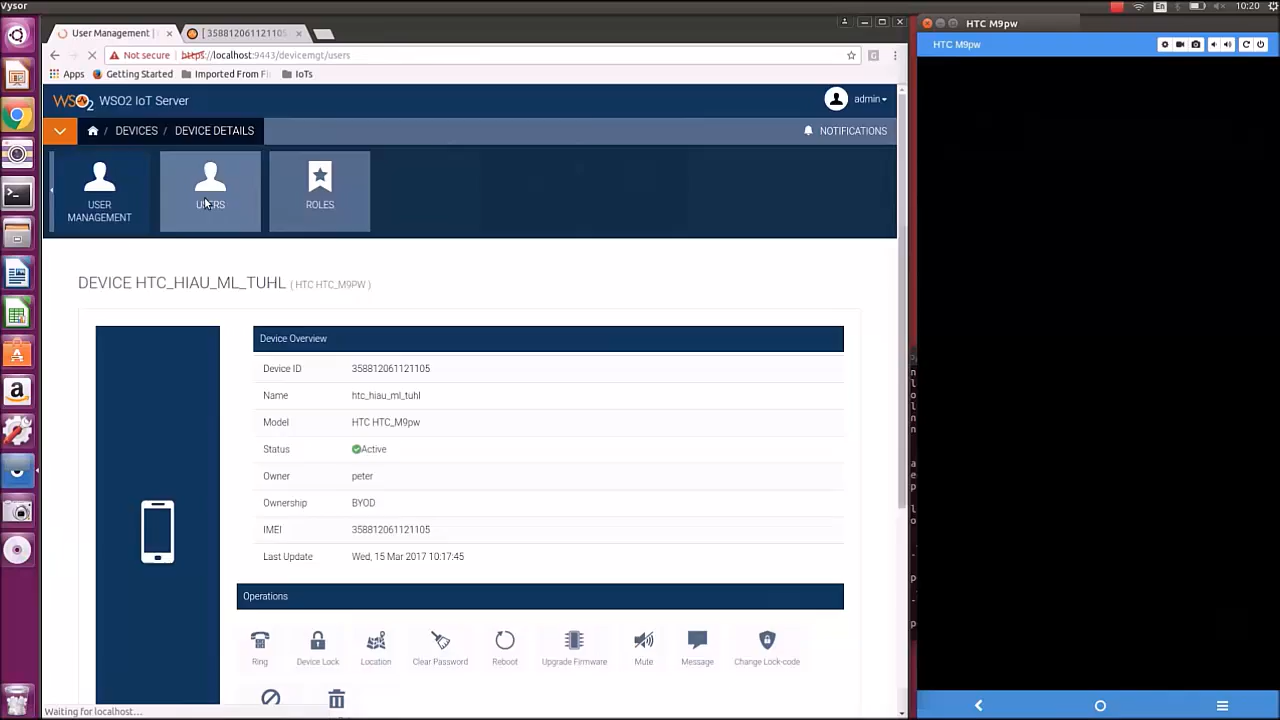 Vysor
En
10:20
User Management |
[ 358812061121105
HTC M9pw
Not secure
https://localhost:9443/devicemgt/users
HTC M9pw
Apps
Getting Started
Imported From Fi
IoTs
WSO2
WSO2 IoT Server
admin
/ DEVICES / DEVICE DETAILS
NOTIFICATIONS
USER
MANAGEMENT
USERS
ROLES
DEVICE HTC_HIAU_ML_TUHL ( HTC HTC_M9PW )
Device Overview
Device ID 358812061121105
Name htc_hiau_ml_tuhl
Model HTC HTC_M9pw
Status Active
Owner peter
Ownership BYOD
IMEI 358812061121105
Last Update Wed, 15 Mar 2017 10:17:45
Operations
Ring
Device Lock
Location
Clear Password
Reboot
Upgrade Firmware
Mute
Message
Change Lock-code
Waiting for localhost...